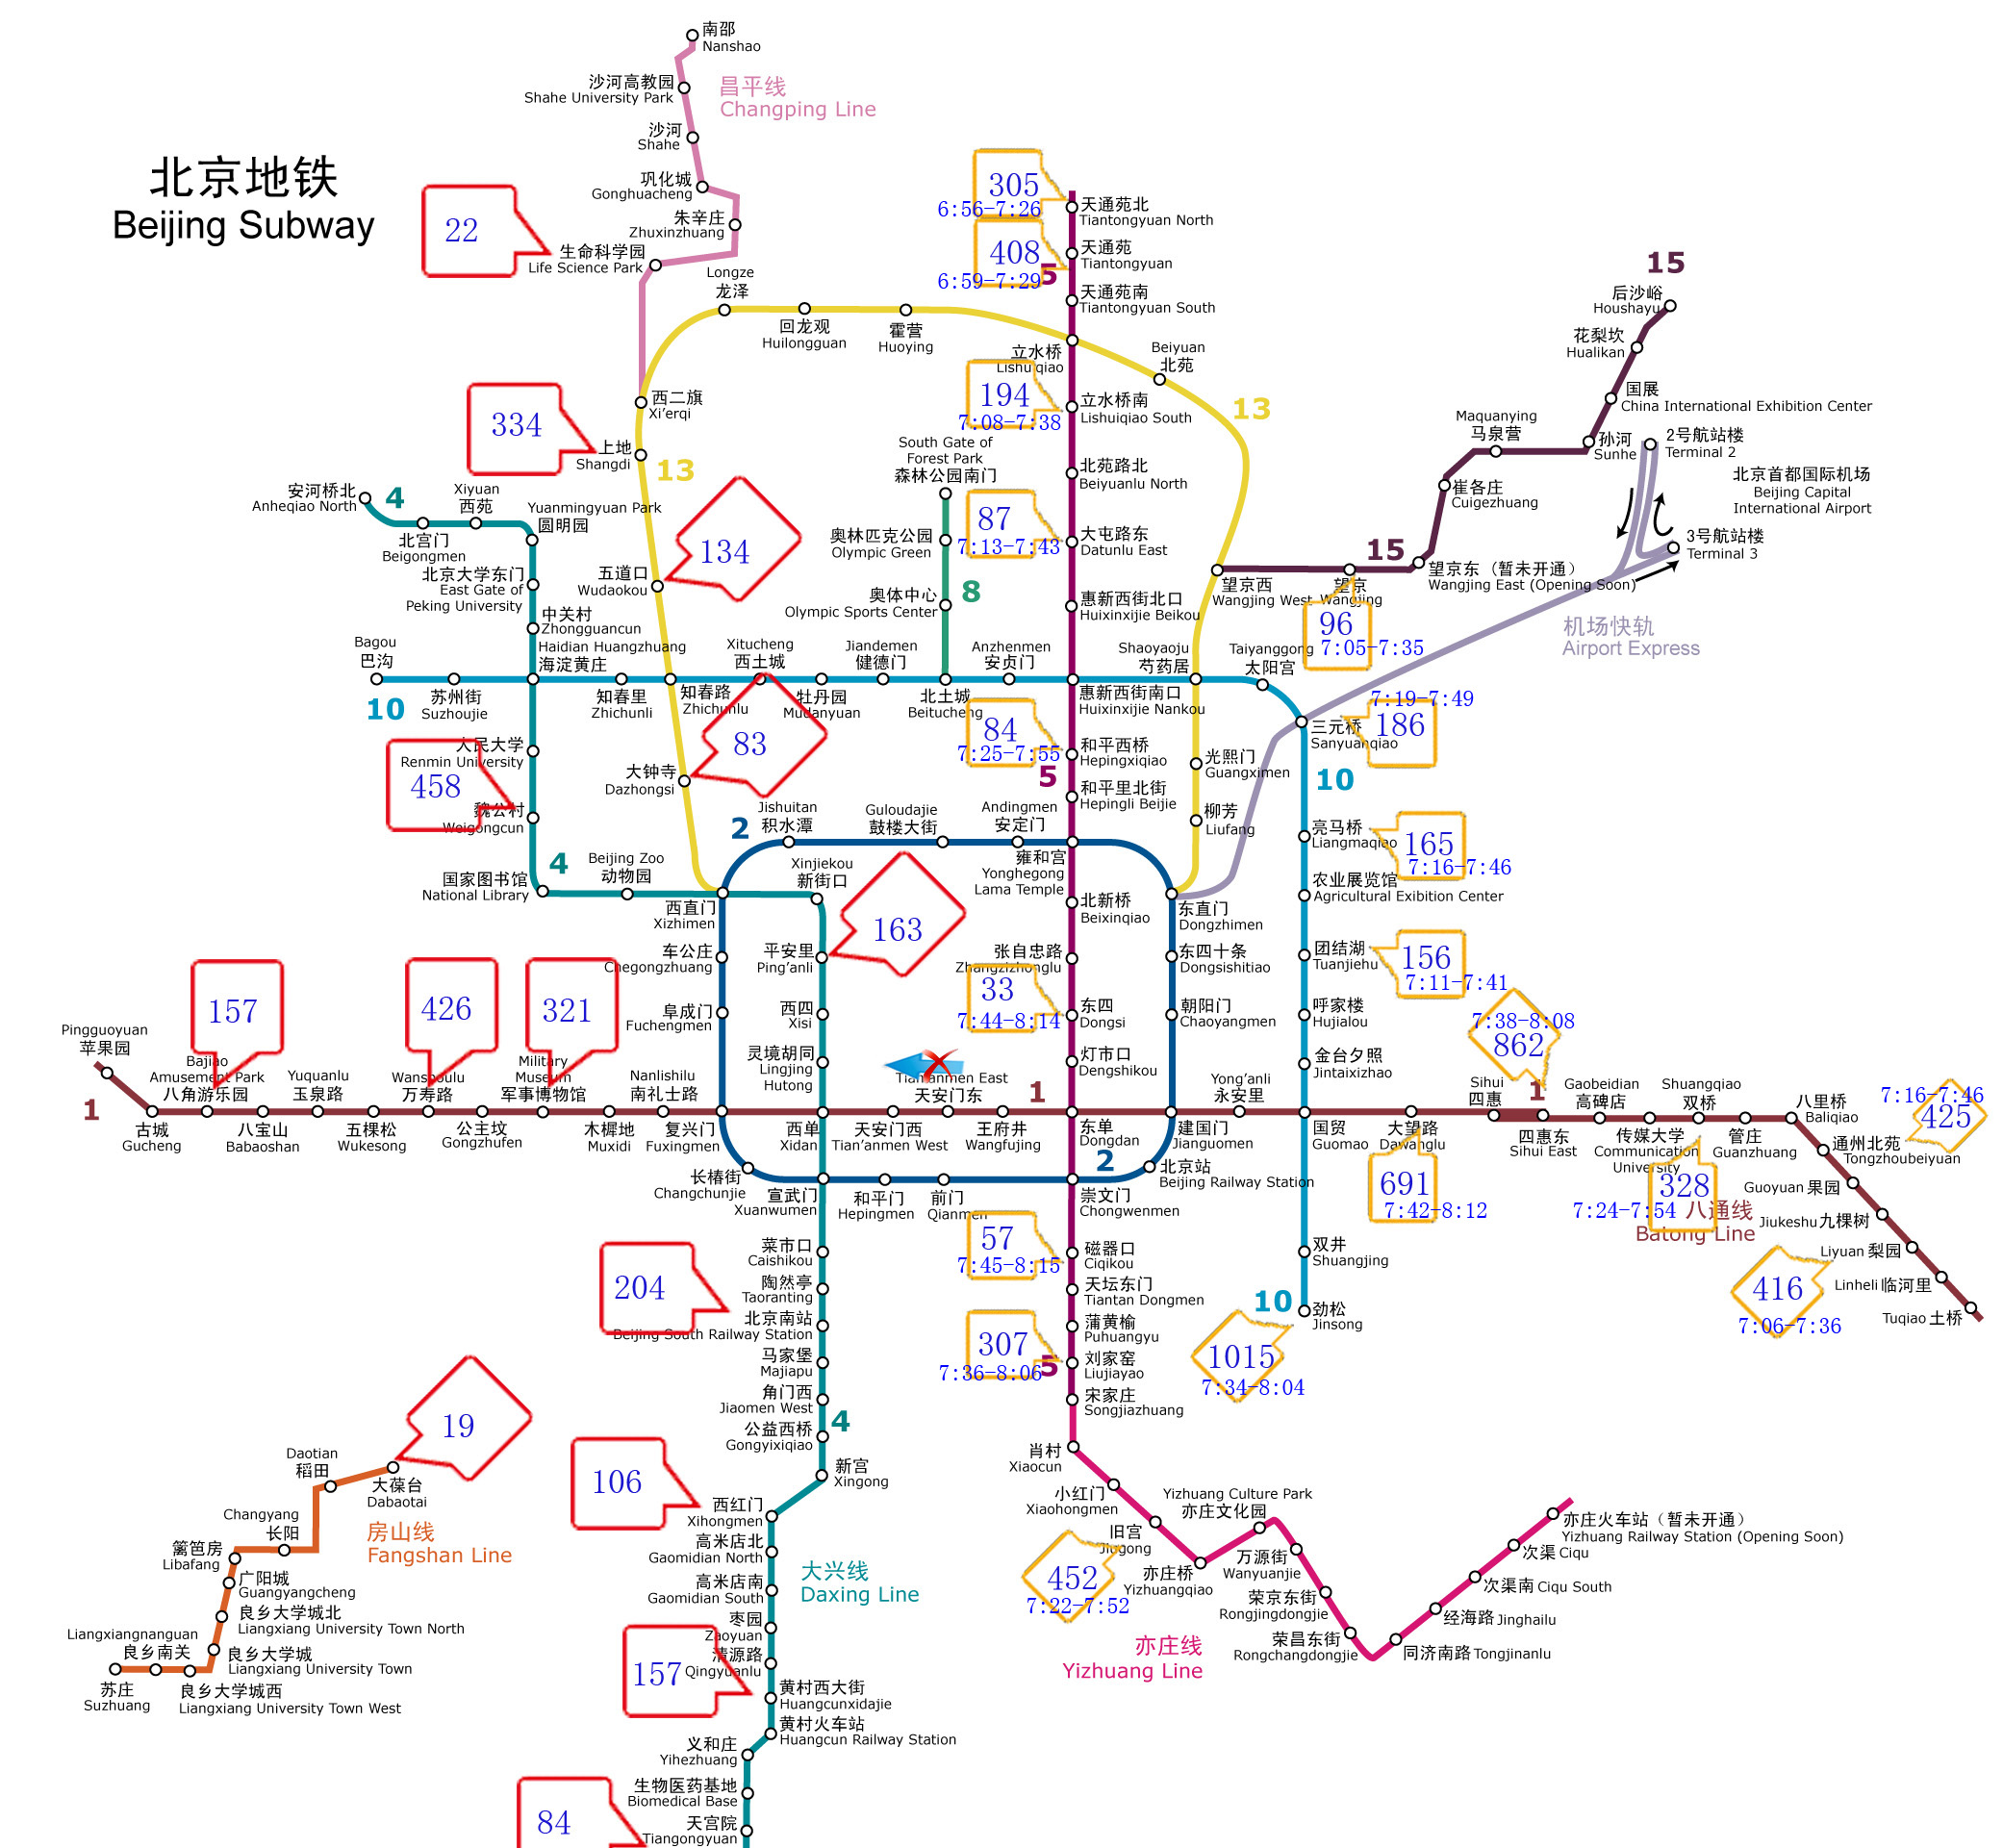 北京地铁
Beijing Subway
南邵
Nanshao
沙河高教园
Shahe University Park
昌平线
Changping Line
沙河
Shahe
巩化城
Gonghuacheng
朱辛庄
Zhuxinzhuang
生命科学园
Life Science Park
22
305
6:56-7:26
天通苑北
Tiantongyuan North
408
6:59-7:29
5
天通苑
Tiantongyuan
天通苑南
Tiantongyuan South
Longze
龙泽
回龙观
Huilongguan
霍营
Huoying
立水桥
Lishuiqiao
Beiyuan
北苑
13
194
7:08-7:38
立水桥南
Lishuiqiao South
15
后沙峪
Houshayu
花梨坎
Hualikan
国展
China International Exhibition Center
Maquanying
马泉营
孙河
Sunhe
2号航站楼
Terminal 2
北京首都国际机场
Beijing Capital
International Airport
崔各庄
Cuigezhuang
3号航站楼
Terminal 3
15
望京西
Wangjing West
望京
Wangjing
望京东（暂未开通）
Wangjing East (Opening Soon)
96
7:05-7:35
机场快轨
Airport Express
西二旗
Xi'erqi
334
上地
Shangdi
13
134
五道口
Wudaokou
South Gate of
Forest Park
森林公园南门
奥林匹克公园
Olympic Green
奥体中心
Olympic Sports Center
8
北苑路北
Beiyuanlu North
87
7:13-7:43
大屯路东
Datunlu East
惠新西街北口
Huixinxijie Beikou
安河桥北
Anheqiao North
4
Xiyuan
西苑
Yuanmingyuan Park
圆明园
北宫门
Beigongmen
北京大学东门
East Gate of
Peking University
中关村
Zhongguancun
Haidian Huangzhuang
海淀黄庄
Bagou
巴沟
10
苏州街
Suzhoujie
知春里
Zhichunli
知春路
Zhichunlu
Xitucheng
西土城
牡丹园
Mudanyuan
Jiandemen
健德门
北土城
Beitucheng
Anzhenmen
安贞门
惠新西街南口
Huixinxijie Nankou
Shaoyaoju
芍药居
Taiyanggong
太阳宫
7:19-7:49
三元桥
Sanyuanqiao
186
10
人民大学
Renmin University
458
魏公村
Weigongcun
83
大钟寺
Dazhongsi
84
7:25-7:55
和平西桥
Hepingxiqiao
5
和平里北街
Hepingli Beijie
光熙门
Guangximen
柳芳
Liufang
2
Jishuitan
积水潭
Guloudajie
鼓楼大街
Andingmen
安定门
雍和宫
Yonghegong
Lama Temple
亮马桥
Liangmaqiao
165
7:16-7:46
国家图书馆
National Library
4
Beijing Zoo
动物园
西直门
Xizhimen
Xinjiekou
新街口
163
北新桥
Beixinqiao
东直门
Dongzhimen
农业展览馆
Agricultural Exibition Center
车公庄
Chegongzhuang
平安里
Ping'anli
张自忠路
Zhangzizhonglu
东四十条
Dongsishitiao
团结湖
Tuanjiehu
156
7:11-7:41
阜成门
Fuchengmen
西四
Xisi
33
7:44-8:14
东四
Dongsi
朝阳门
Chaoyangmen
呼家楼
Hujialou
7:38-8:08
862
灵境胡同
Lingjing
Hutong
灯市口
Dengshikou
金台夕照
Jintaixizhao
157
426
321
Pingguoyuan
苹果园
1
古城
Gucheng
Bajiao
Amusement Park
八角游乐园
八宝山
Babaoshan
Yuquanlu
玉泉路
五棵松
Wukesong
Wanshoulu
万寿路
公主坟
Gongzhufen
Military
Museum
军事博物馆
木樨地
Muxidi
Nanlishilu
南礼士路
复兴门
Fuxingmen
西单
Xidan
天安门西
Tian'anmen West
Tian'anmen East
天安门东
王府井
Wangfujing
1
东单
Dongdan
建国门
Jianguomen
Yong'anli
永安里
国贸
Guomao
大望路
Dawanglu
Sihui
四惠
1
四惠东
Sihui East
Gaobeidian
高碑店
传媒大学
Communication
University
Shuangqiao
双桥
管庄
Guanzhuang
八里桥
Baliqiao
7:16-7:46
425
通州北苑
Tongzhoubeiyuan
Guoyuan 果园
Jiukeshu 九棵树
Liyuan 梨园
Linheli 临河里
Tuqiao 土桥
691
7:42-8:12
328
7:24-7:54
八通线
Batong Line
416
7:06-7:36
长椿街
Changchunjie
宣武门
Xuanwumen
和平门
Hepingmen
前门
Qianmen
2
崇文门
Chongwenmen
北京站
Beijing Railway Station
57
7:45-8:15
磁器口
Ciqikou
天坛东门
Tiantan Dongmen
蒲黄榆
Puhuangyu
307
7:36-8:06
5
刘家窑
Liujiayao
宋家庄
Songjiazhuang
双井
Shuangjing
10
劲松
Jinsong
1015
7:34-8:04
菜市口
Caishikou
204
陶然亭
Taoranting
北京南站
Beijing South Railway Station
马家堡
Majiapu
角门西
Jiaomen West
4
公益西桥
Gongyixiqiao
新宫
Xingong
106
西红门
Xihongmen
高米店北
Gaomidian North
高米店南
Gaomidian South
大兴线
Daxing Line
枣园
Zaoyuan
清源路
Qingyuanlu
157
黄村西大街
Huangcunxidajie
黄村火车站
Huangcun Railway Station
义和庄
Yihezhuang
生物医药基地
Biomedical Base
天宫院
Tiangongyuan
84
19
Daotian
稻田
大葆台
Dabaotai
Changyang
长阳
房山线
Fangshan Line
篱笆房
Libafang
广阳城
Guangyangcheng
良乡大学城北
Liangxiang University Town North
Liangxiangnanguan
良乡南关
良乡大学城
Liangxiang University Town
苏庄
Suzhuang
良乡大学城西
Liangxiang University Town West
肖村
Xiaocun
小红门
Xiaohongmen
旧宫
Jiugong
452
7:22-7:52
亦庄桥
Yizhuangqiao
Yizhuang Culture Park
亦庄文化园
万源街
Wanyuanjie
荣京东街
Rongjingdongjie
荣昌东街
Rongchangdongjie
亦庄线
Yizhuang Line
同济南路 Tongjinanlu
经海路 Jinghailu
次渠南 Ciqu South
次渠 Ciqu
亦庄火车站（暂未开通）
Yizhuang Railway Station (Opening Soon)